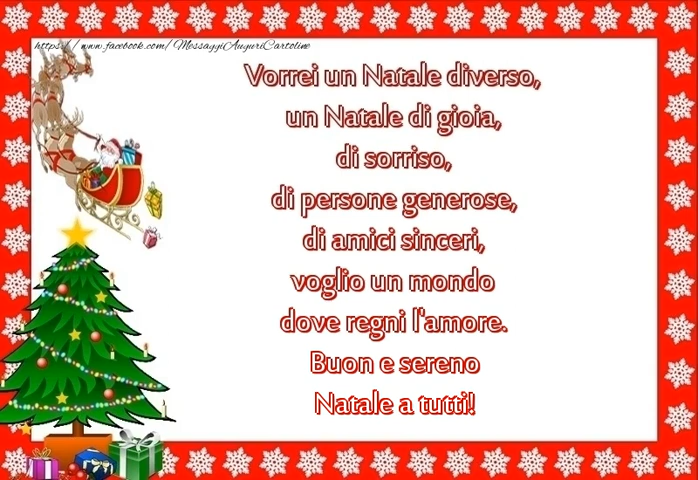 https://www.facebook.com/MessaggiAuguriCartoline
Vorrei un Natale diverso,
un Natale di gioia,
di sorriso,
di persone generose,
di amici sinceri,
voglio un mondo
dove regni l'amore.
Buon e sereno
Natale a tutti!